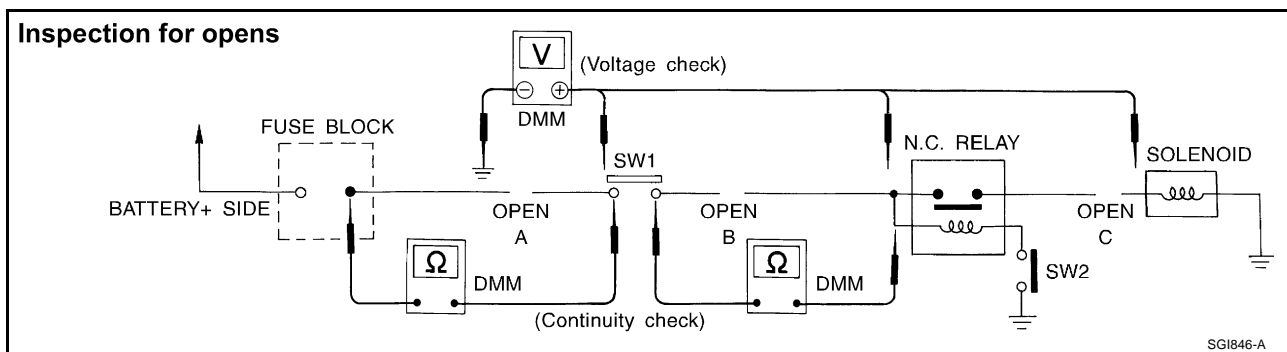 Inspection for opens
V
(Voltage check)
− +
DMM
FUSE BLOCK
N.C. RELAY
SW1
SOLENOID
BATTERY+ SIDE
OPEN
A
OPEN
B
OPEN
C
Ω
DMM
Ω
DMM
SW2
(Continuity check)
SGI846-A